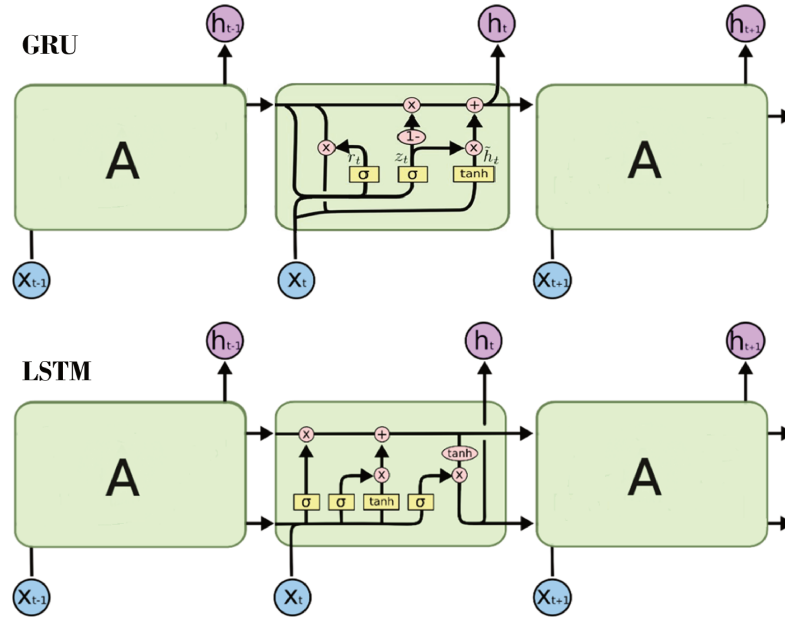 GRU
h_{t-1} h_t h_{t+1}
A
x x +
1-
x r_t z_t x h̃_t
σ σ tanh
A
X_{t-1} X_t X_{t+1}
LSTM
h_{t-1} h_t h_{t+1}
A
x +
tanh
x x
σ σ tanh σ
A
X_{t-1} X_t X_{t+1}